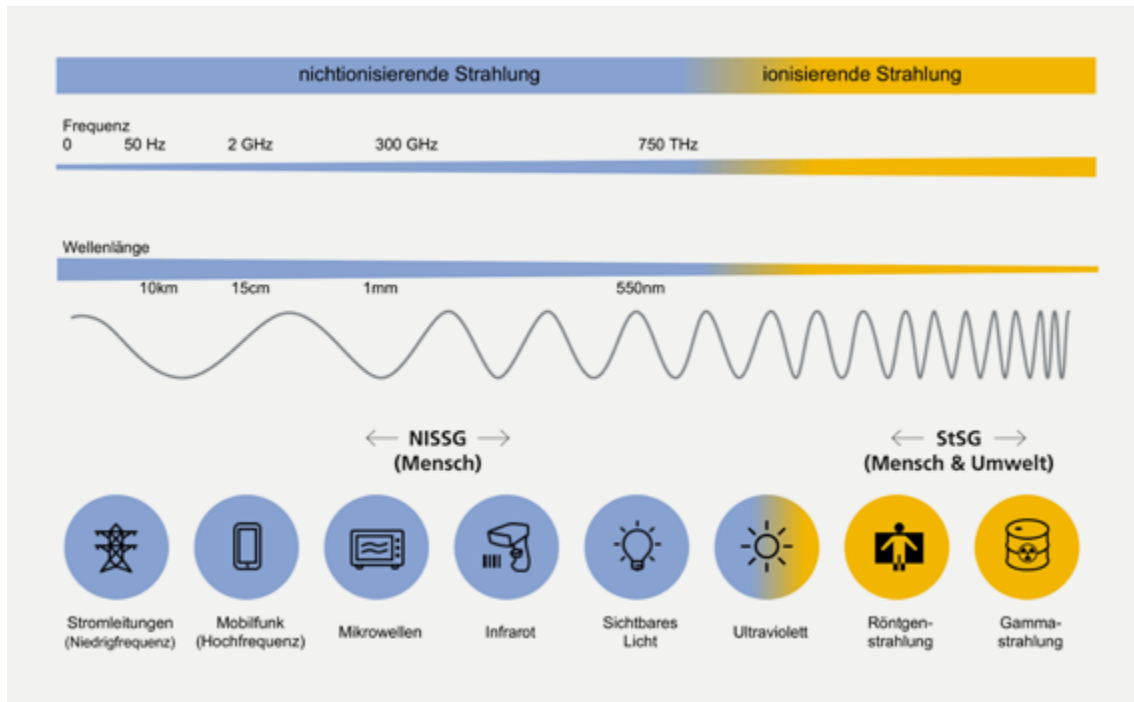 nichtionisierende Strahlung ionisierende Strahlung
Frequenz
0 50 Hz 2 GHz 300 GHz 750 THz
Wellenlänge
10km 15cm 1mm 550nm
NISSG StSG
(Mensch) (Mensch & Umwelt)
Stromleitungen Mobilfunk Mikrowellen Infrarot Sichtbares Ultraviolett Röntgen- Gamma-
(Niedrigfrequenz) (Hochfrequenz) Licht strahlung strahlung